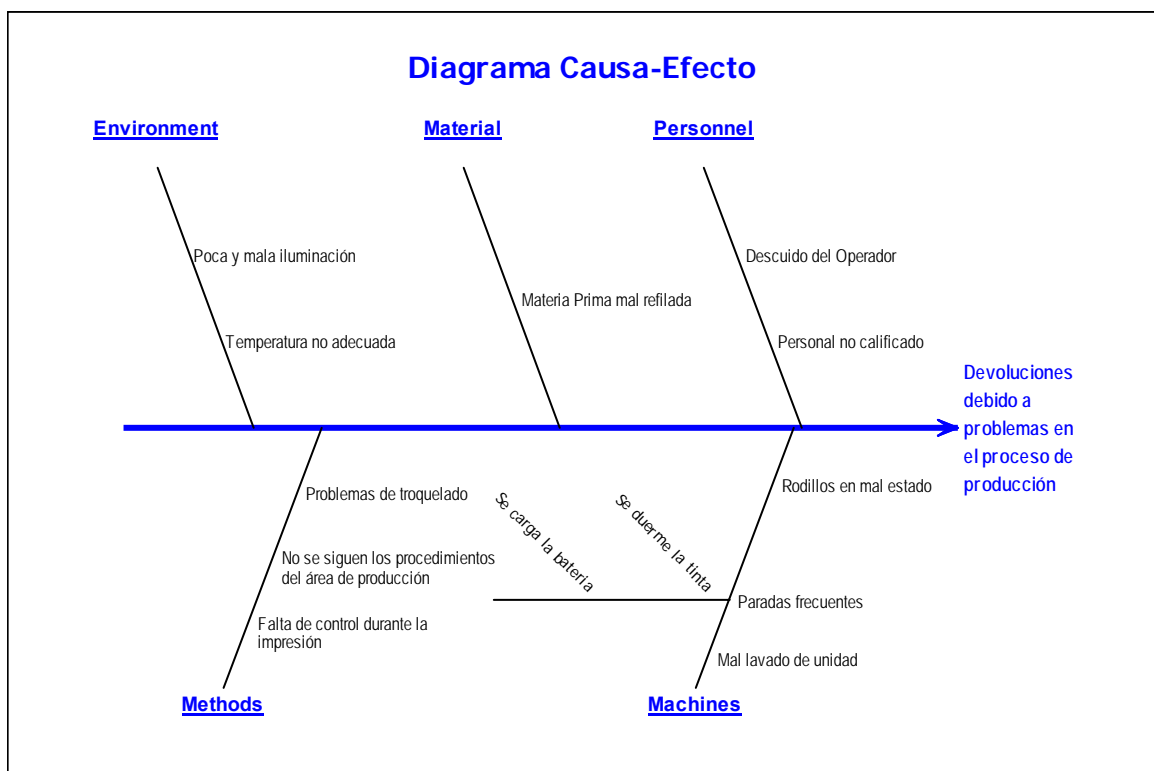 Diagrama Causa-Efecto
Environment
Material
Personnel
Poca y mala iluminación
Descuido del Operador
Materia Prima mal refilada
Temperatura no adecuada
Personal no calificado
Devoluciones
debido a
problemas en
el proceso de
producción
Problemas de troquelado
No se siguen los procedimientos
del área de producción
Falta de control durante la
impresión
Se carga la bateria
Se duerme la tinta
Rodillos en mal estado
Paradas frecuentes
Mal lavado de unidad
Methods
Machines